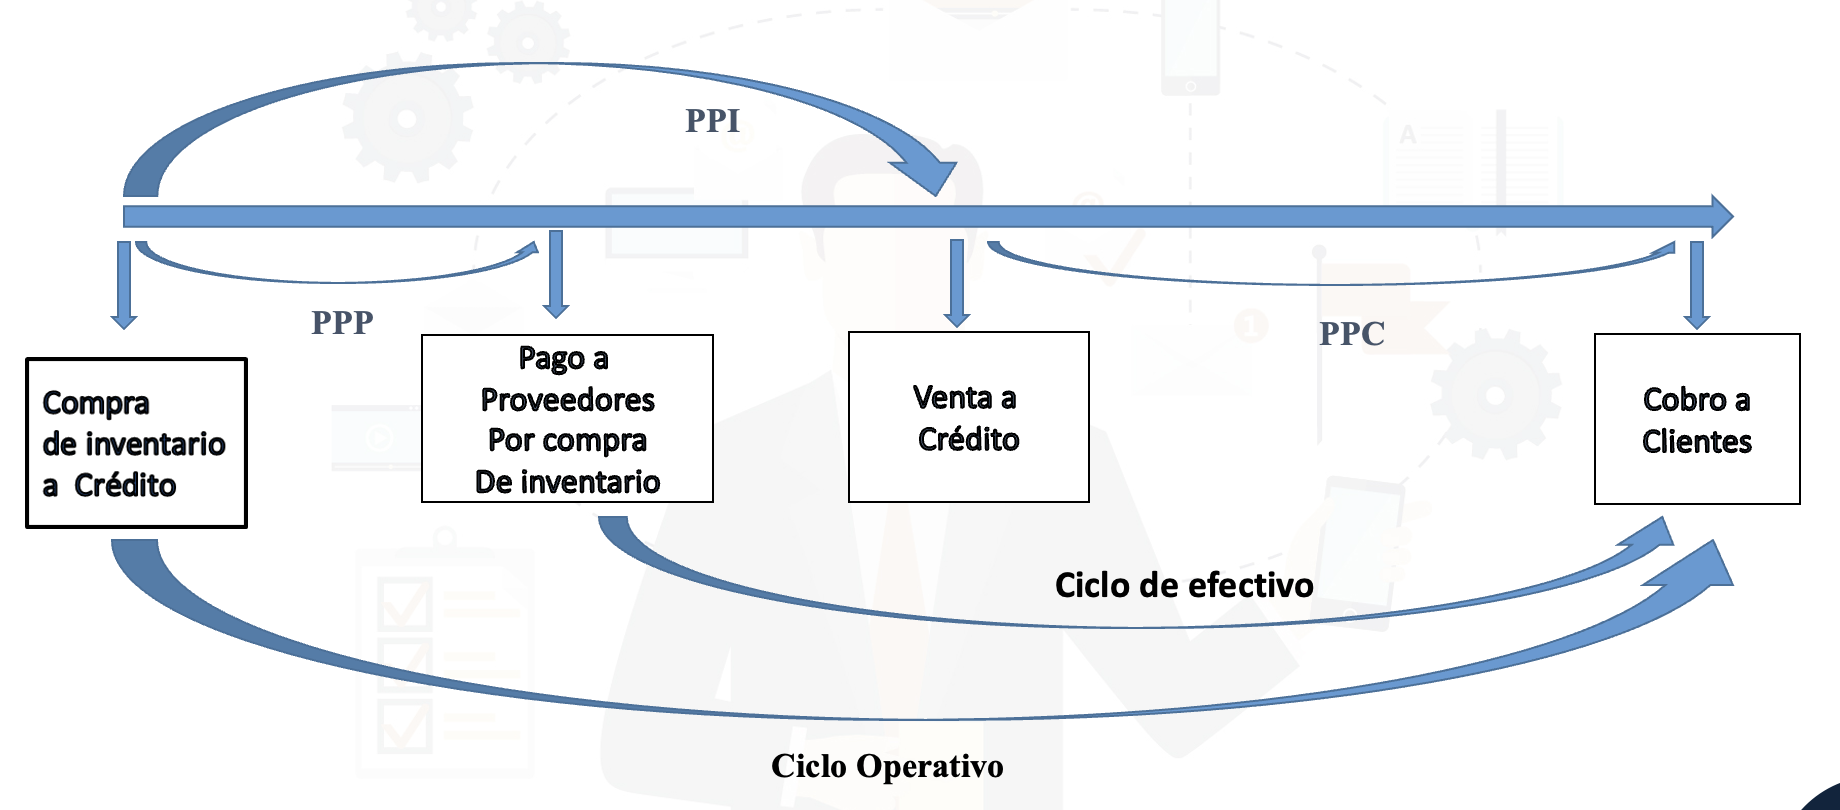 PPI
PPP
PPC
Compra
de inventario
a Crédito
Pago a
Proveedores
Por compra
De inventario
Venta a
Crédito
Cobro a
Clientes
Ciclo de efectivo
Ciclo Operativo
A
1